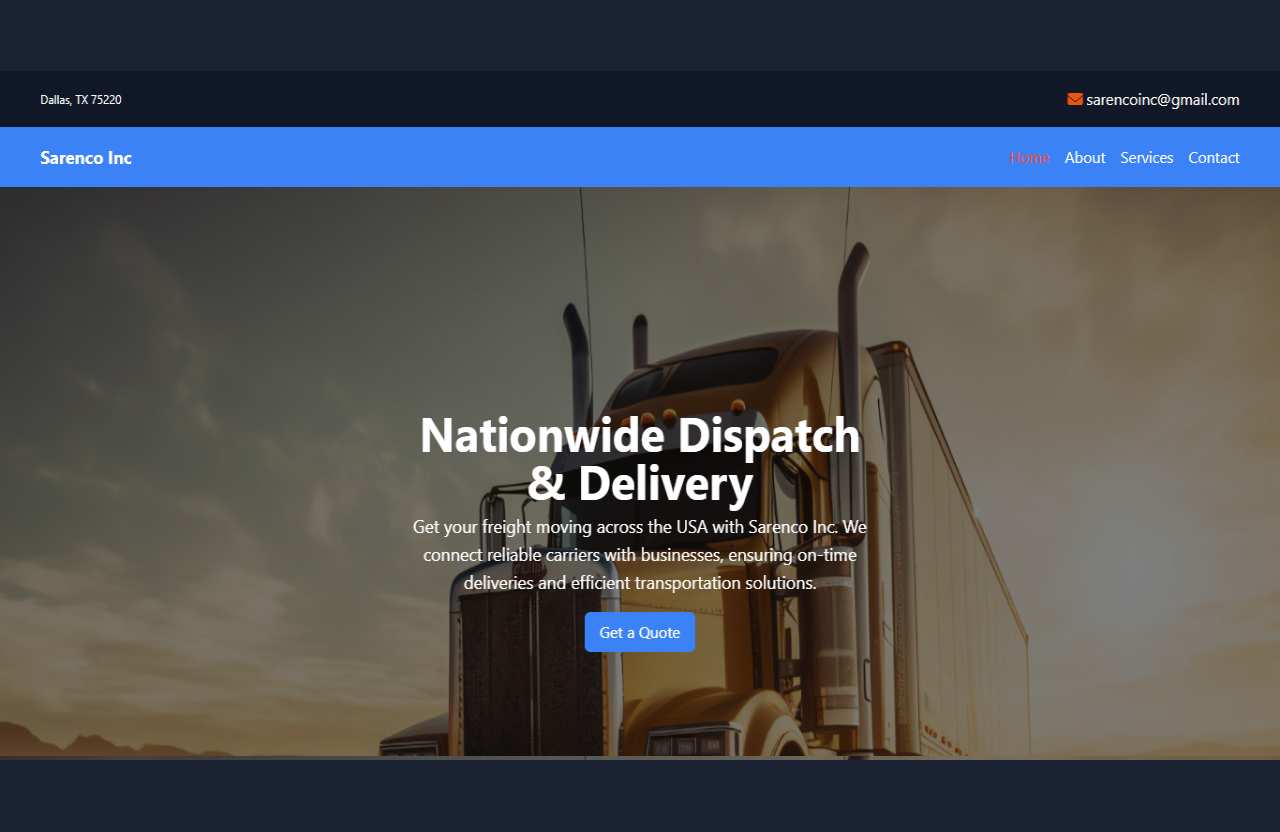 Dallas, TX 75220
sarencoinc@gmail.com
Sarenco Inc
Home About Services Contact
Nationwide Dispatch
& Delivery
Get your freight moving across the USA with Sarenco Inc. We
connect reliable carriers with businesses, ensuring on-time
deliveries and efficient transportation solutions.
Get a Quote